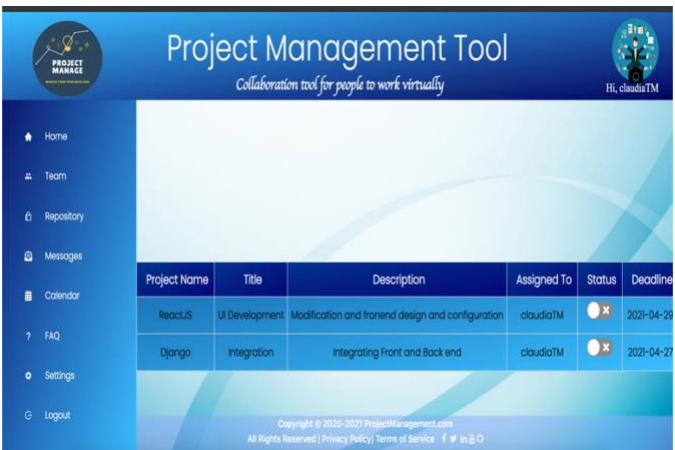 PROJECT
MANAGE
Project Management Tool
Collaboration tool for people to work virtually
Hi, claudiaTM
Home
Team
Repository
Messages
Calendar
FAQ
Settings
Logout
Project Name Title Description Assigned To Status Deadline
ReactJS UI Development Modification and fronend design and configuration claudiaTM 2021-04-29
Django Integration Integrating Front and Back end claudiaTM 2021-04-27
Copyright © 2020-2021 ProjectManagement.com
All Rights Reserved | Privacy Policy| Terms of Service